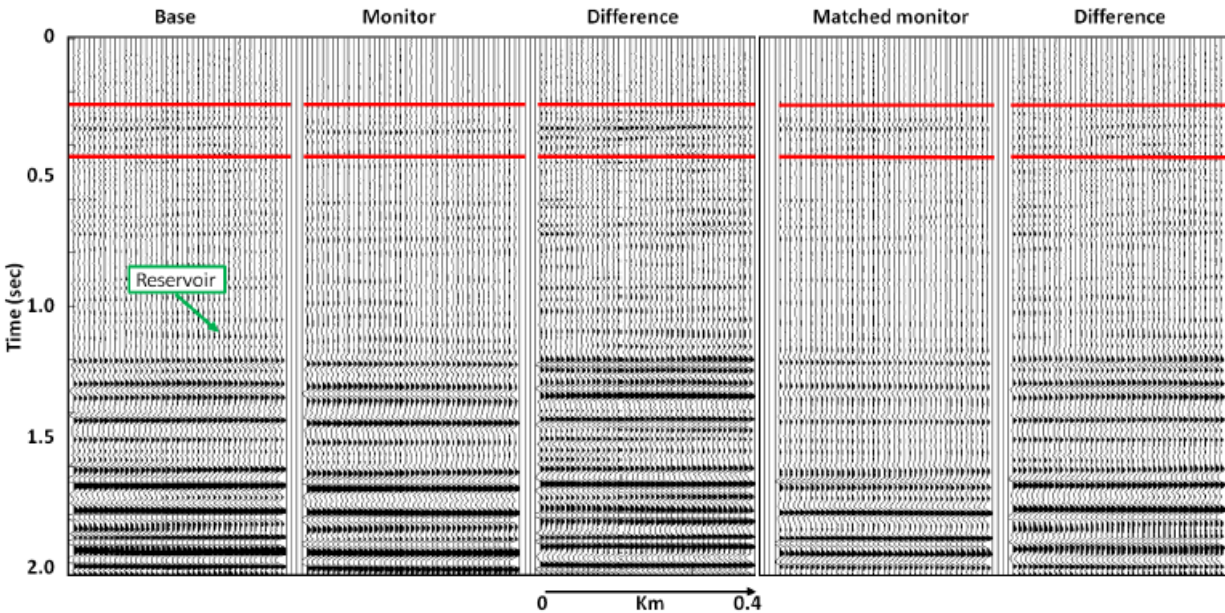 Base Monitor Difference Matched monitor Difference
0
0.5
Reservoir
1.0
Time (sec)
1.5
2.0
0 Km 0.4